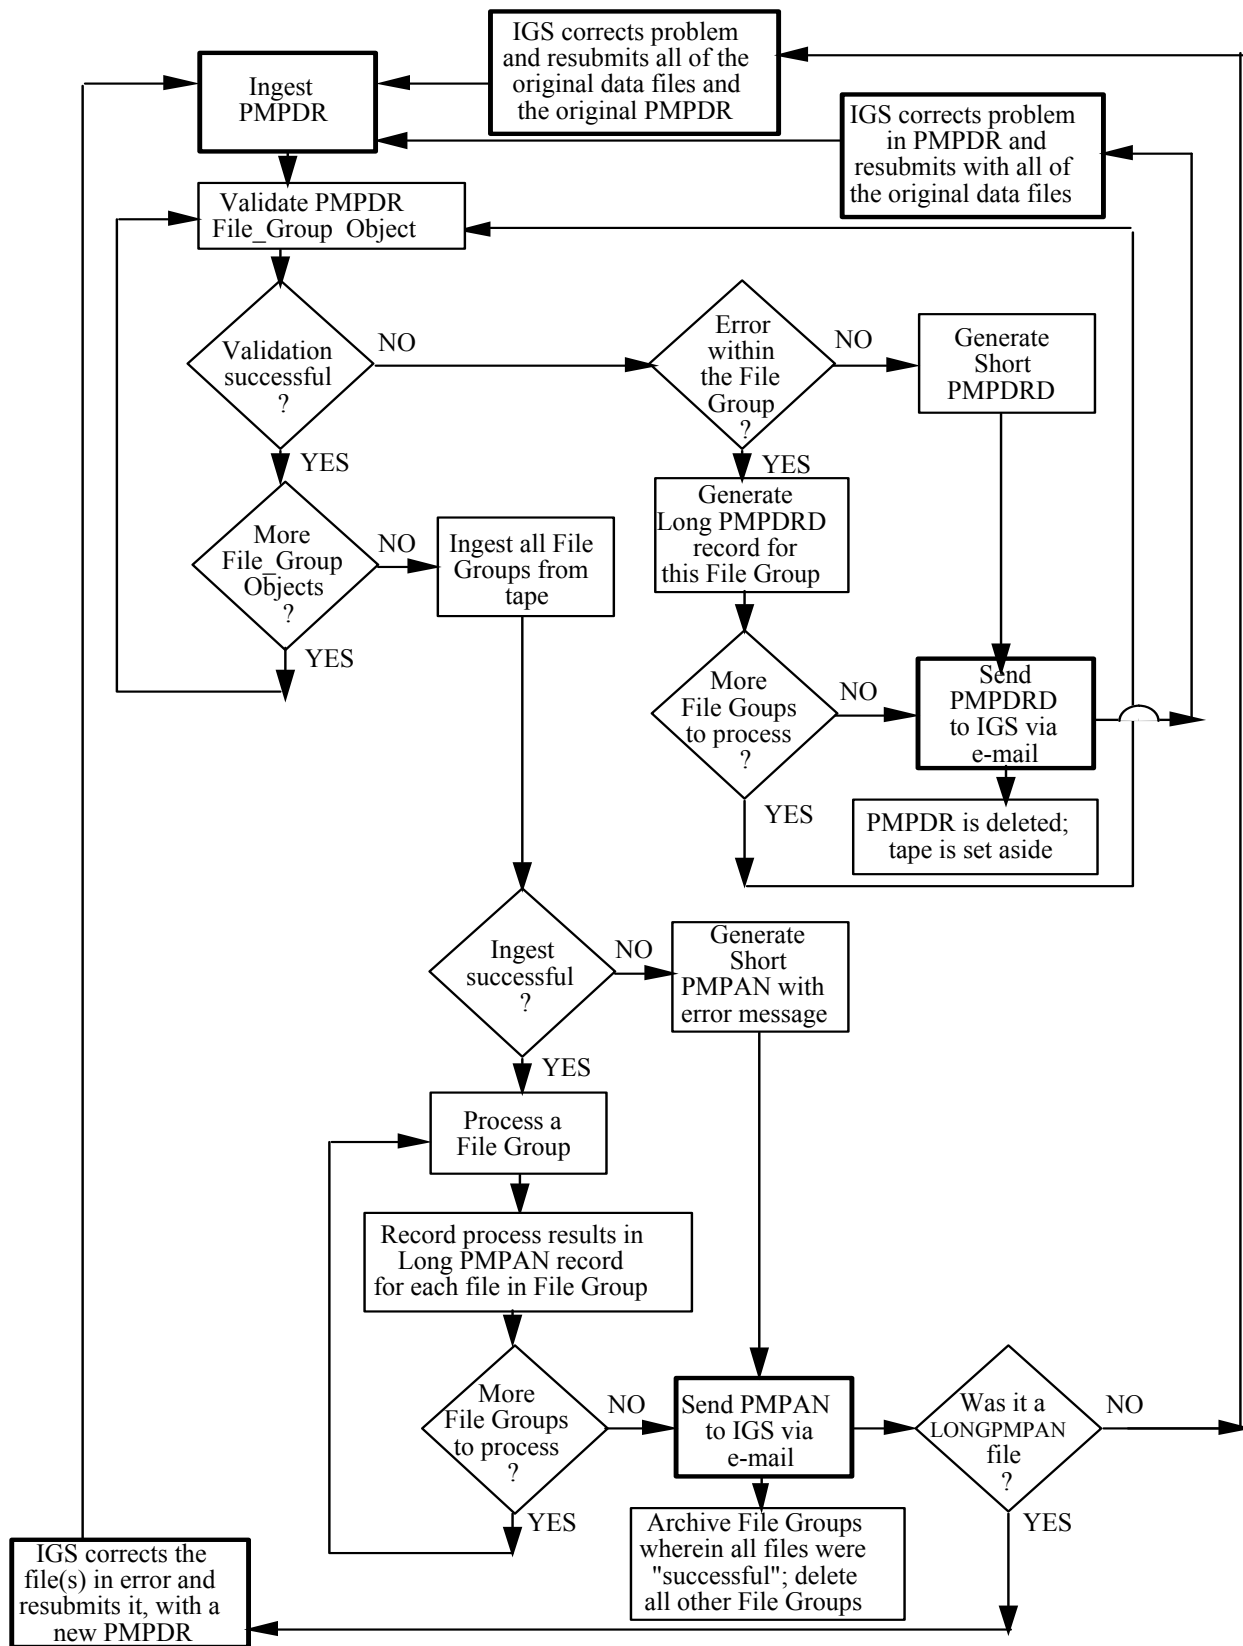 IGS corrects problem
and resubmits all of the
original data files and
the original PMPDR
Ingest
PMPDR
IGS corrects problem
in PMPDR and
resubmits with all of
the original data files
Validate PMPDR
File_Group Object
Validation
successful
?
NO
YES
Error
within
the File
Group
?
NO
YES
Generate
Short
PMPDRD
More
File_Group
Objects
?
NO
YES
Ingest all File
Groups from
tape
Generate
Long PMPDRD
record for
this File Group
More
File Goups
to process
?
NO
YES
Send
PMPDRD
to IGS via
e-mail
PMPDR is deleted;
tape is set aside
Ingest
successful
?
NO
YES
Generate
Short
PMPAN with
error message
Process a
File Group
Record process results in
Long PMPAN record
for each file in File Group
More
File Groups
to process
?
NO
YES
Send PMPAN
to IGS via
e-mail
Was it a
LONGPMPAN
file
?
NO
YES
Archive File Groups
wherein all files were
"successful"; delete
all other File Groups
IGS corrects the
file(s) in error and
resubmits it, with a
new PMPDR